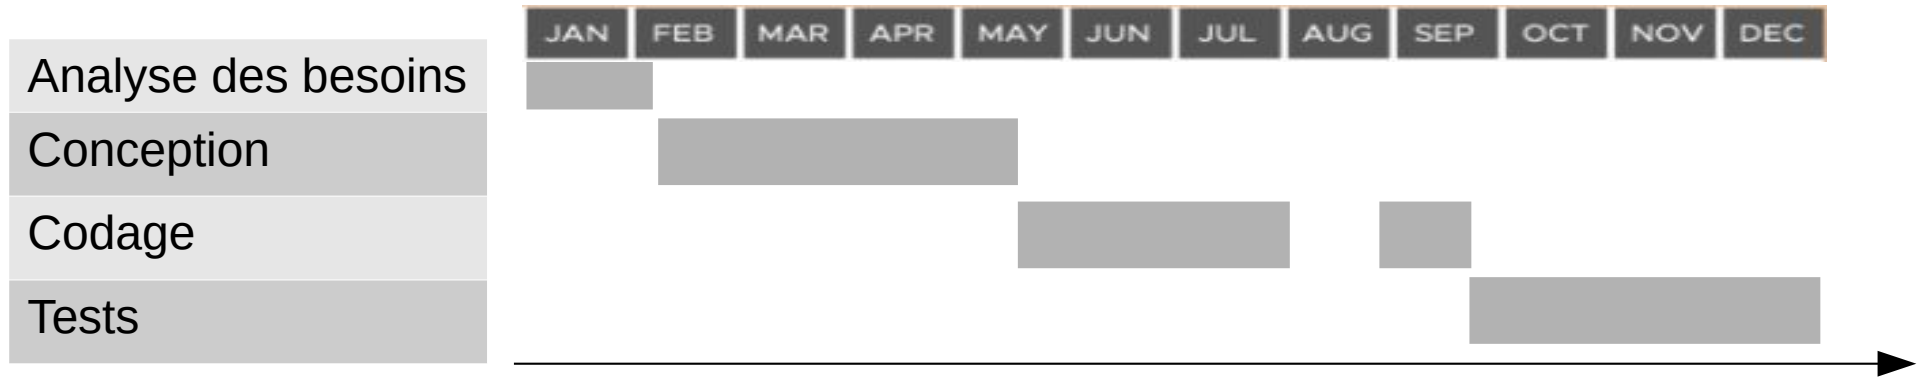 JAN FEB MAR APR MAY JUN JUL AUG SEP OCT NOV DEC
Analyse des besoins
Conception
Codage
Tests